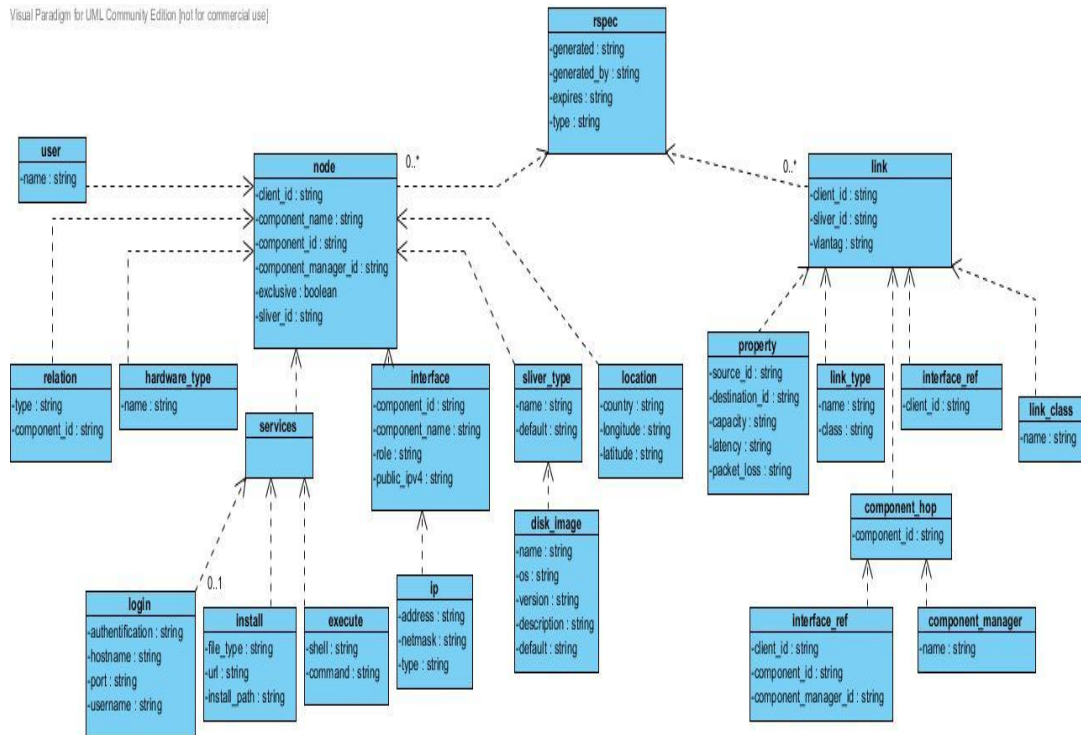 Visual Paradigm for UML Community Edition [not for commercial use]
rspec
-generated : string
-generated_by : string
-expires : string
-type : string
user
-name : string
0..*
node
-client_id : string
-component_name : string
-component_id : string
-component_manager_id : string
-exclusive : boolean
-sliver_id : string
0..*
link
-client_id : string
-sliver_id : string
-vlantag : string
relation
-type : string
-component_id : string
hardware_type
-name : string
services
interface
-component_id : string
-component_name : string
-role : string
-public_ipv4 : string
sliver_type
-name : string
-default : string
location
-country : string
-longitude : string
-latitude : string
property
-source_id : string
-destination_id : string
-capacity : string
-latency : string
-packet_loss : string
link_type
-name : string
-class : string
interface_ref
-client_id : string
link_class
-name : string
component_hop
-component_id : string
disk_image
-name : string
-os : string
-version : string
-description : string
-default : string
0..1
login
-authentification : string
-hostname : string
-port : string
-username : string
install
-file_type : string
-url : string
-install_path : string
execute
-shell : string
-command : string
ip
-address : string
-netmask : string
-type : string
interface_ref
-client_id : string
-component_id : string
-component_manager_id : string
component_manager
-name : string